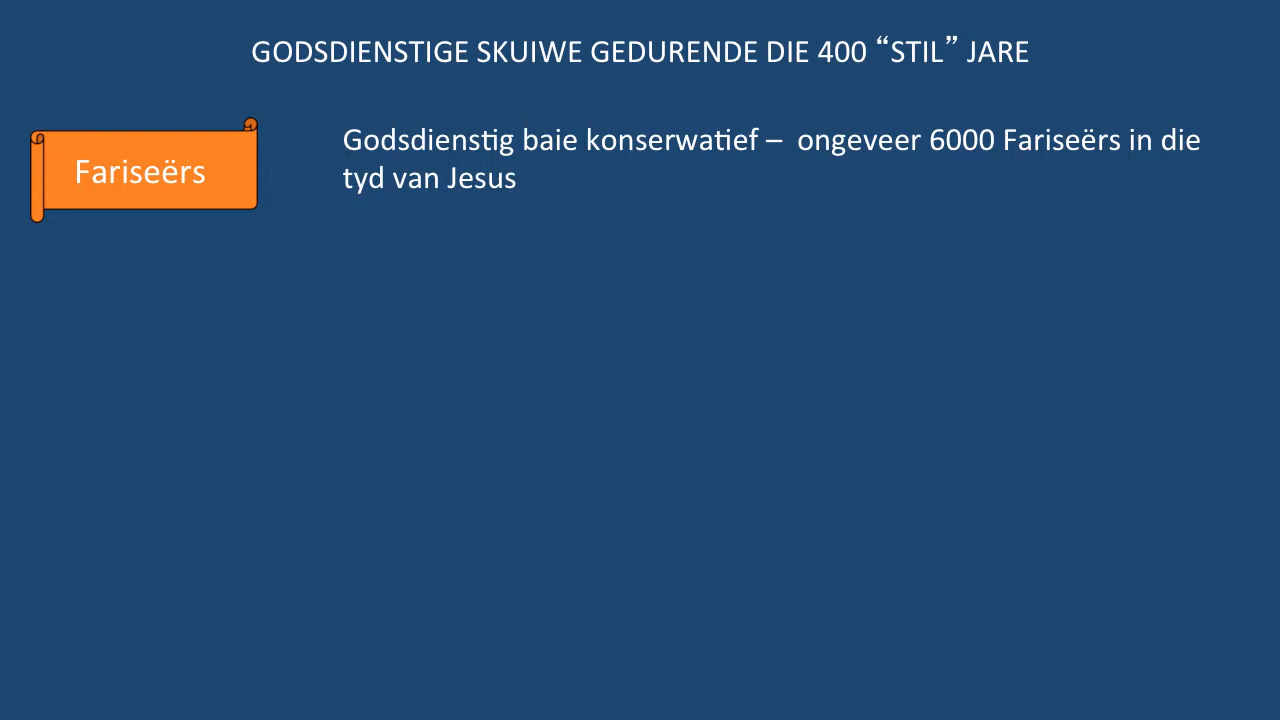 GODSDIENSTIGE SKUIWE GEDURENDE DIE 400 “STIL” JARE
Fariseërs
Godsdienstig baie konserwatief – ongeveer 6000 Fariseërs in die
tyd van Jesus